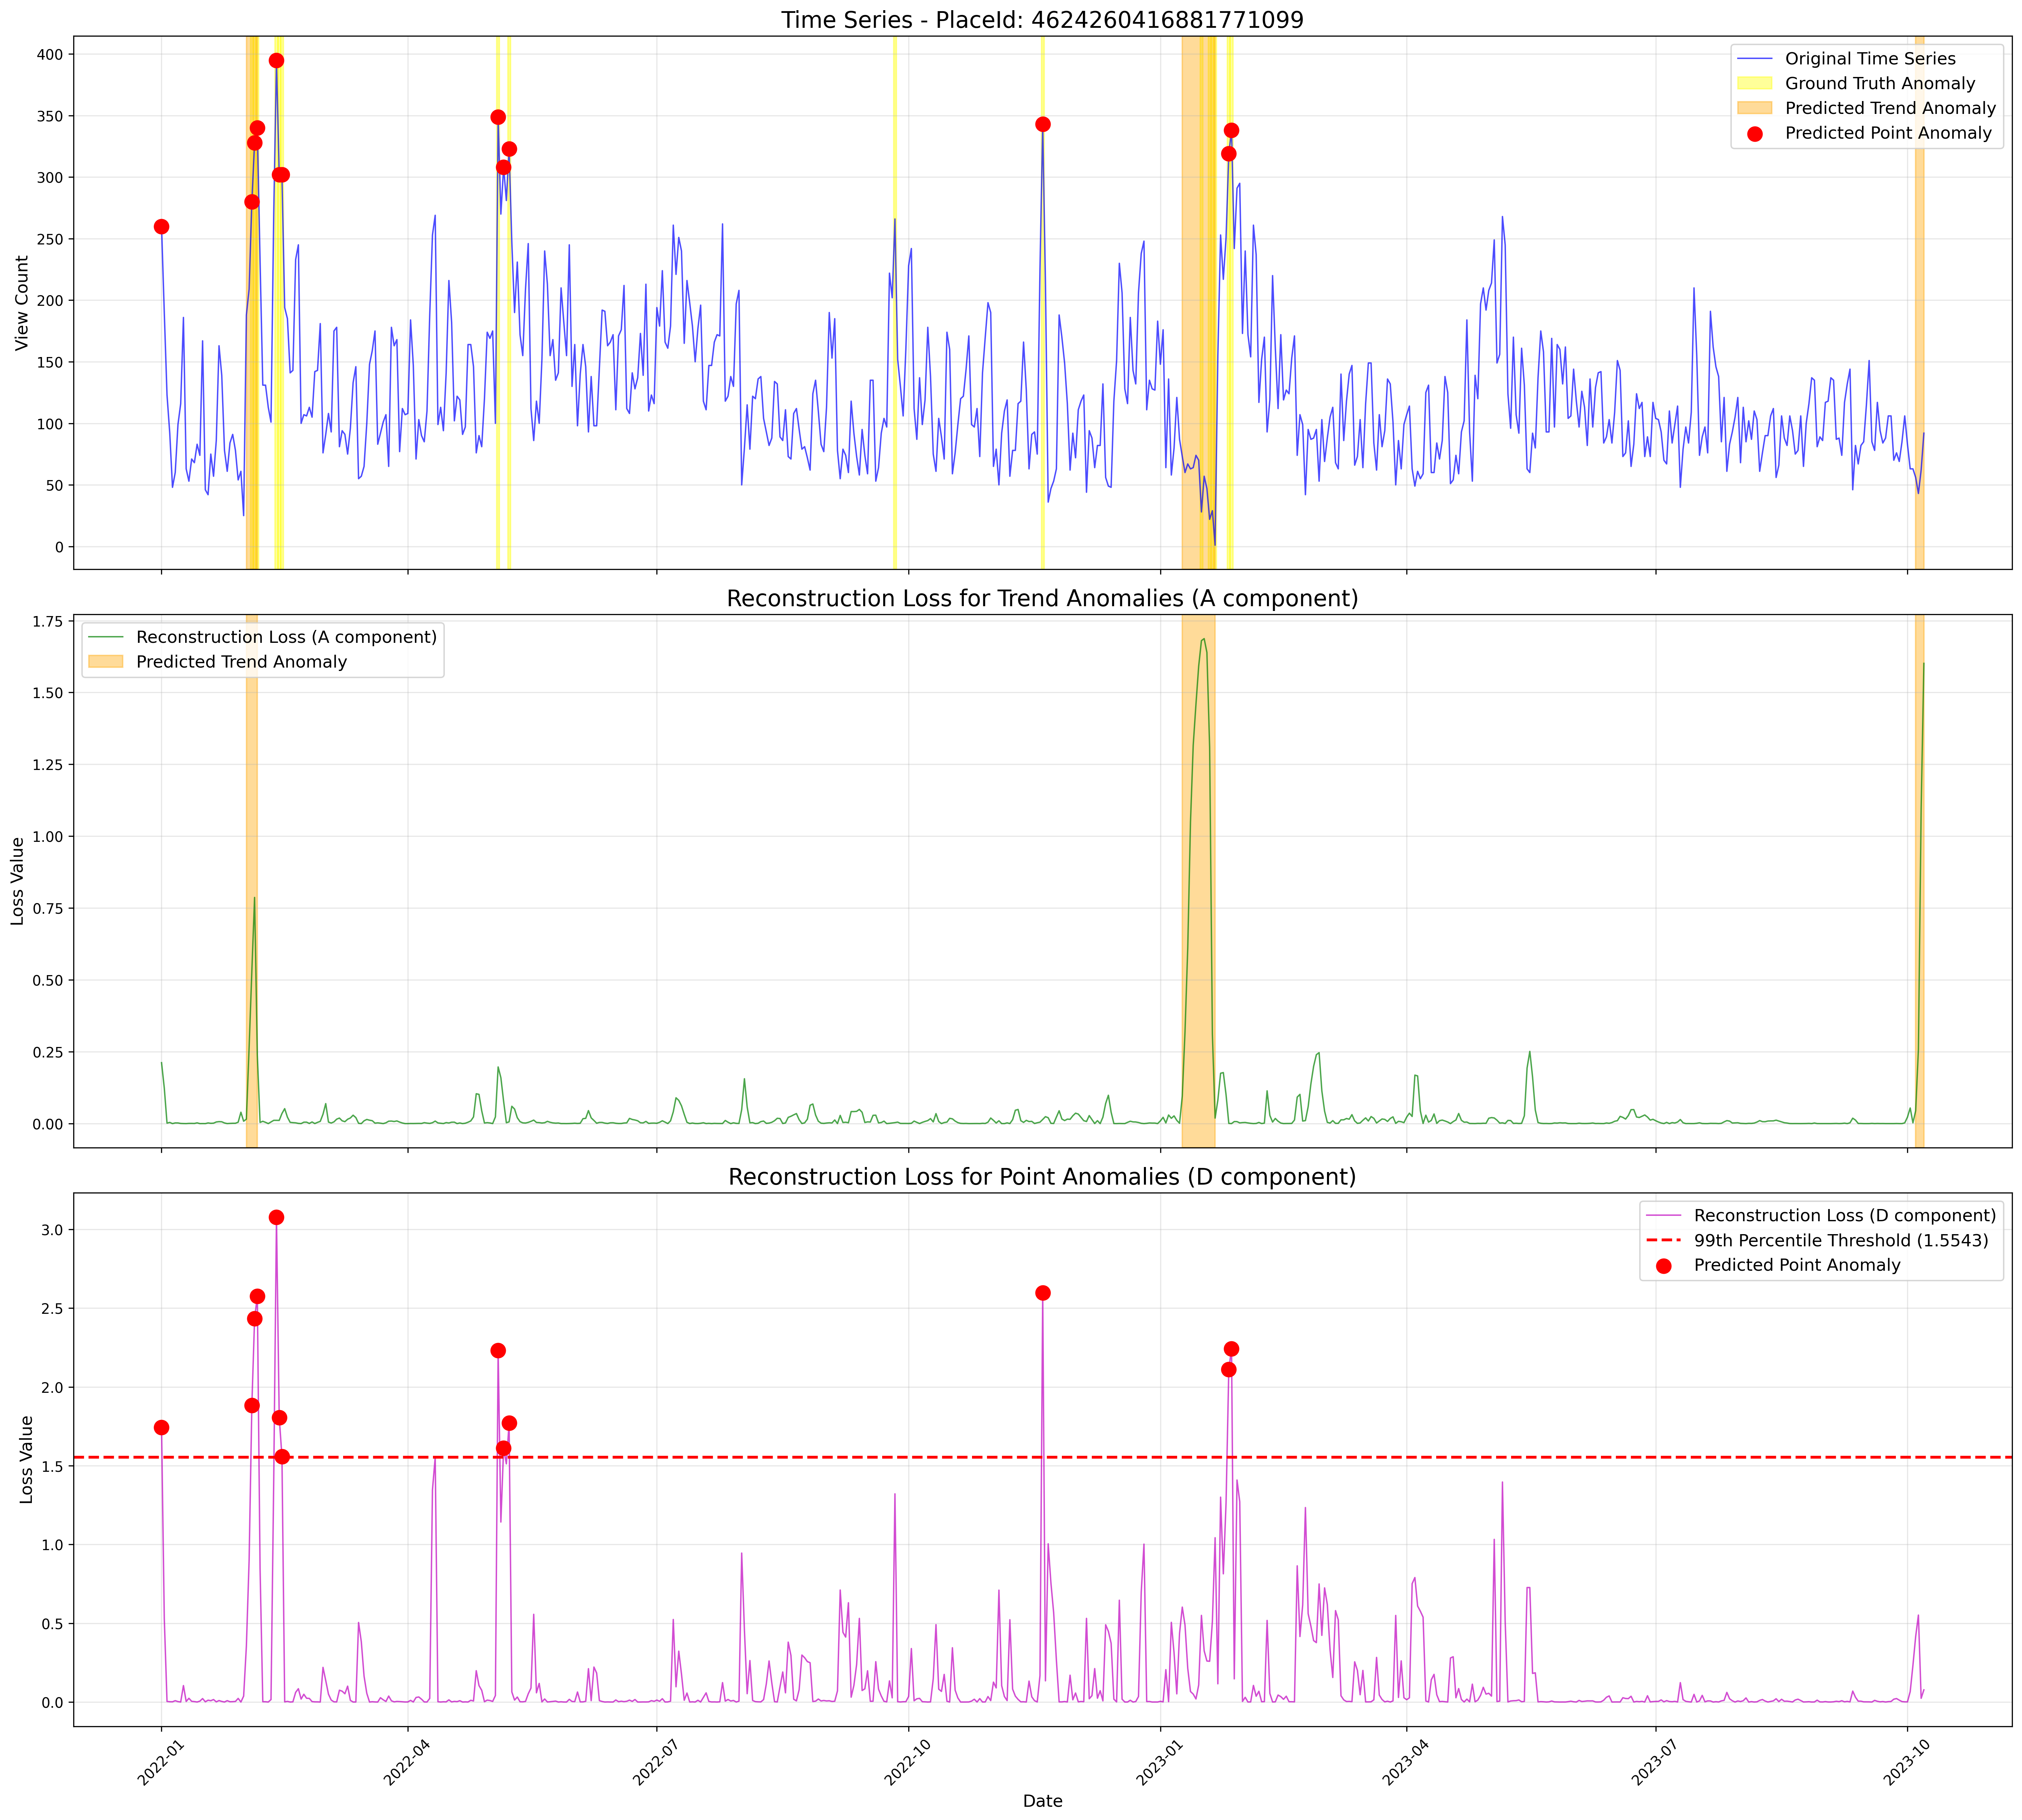 Time Series - PlaceId: 4624260416881771099
400
350
300
250
200
150
100
50
0
View Count
Original Time Series
Ground Truth Anomaly
Predicted Trend Anomaly
Predicted Point Anomaly
Reconstruction Loss for Trend Anomalies (A component)
1.75
1.50
1.25
1.00
0.75
0.50
0.25
0.00
Loss Value
Reconstruction Loss (A component)
Predicted Trend Anomaly
Reconstruction Loss for Point Anomalies (D component)
3.0
2.5
2.0
1.5
1.0
0.5
0.0
Loss Value
Reconstruction Loss (D component)
99th Percentile Threshold (1.5543)
Predicted Point Anomaly
2022-01
2022-04
2022-07
2022-10
2023-01
2023-04
2023-07
2023-10
Date